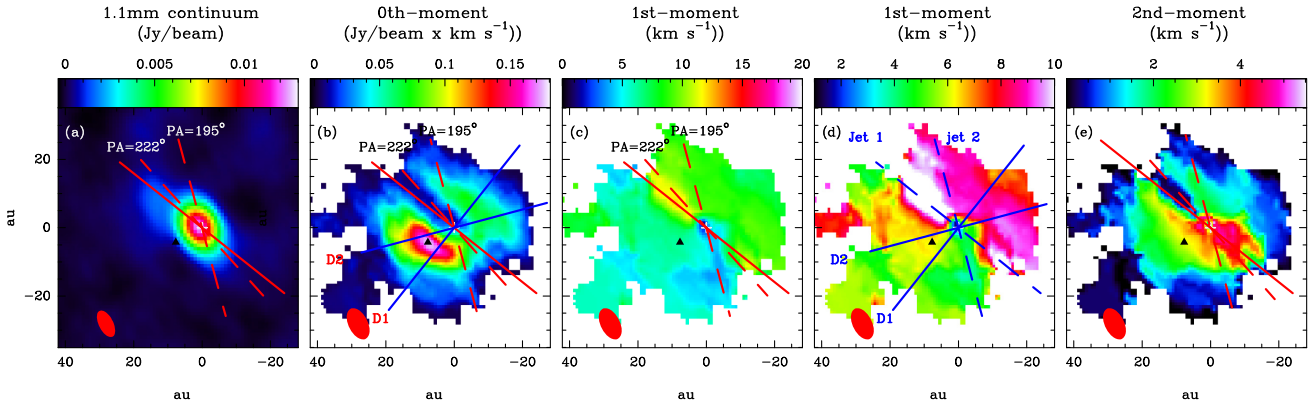 1.1mm continuum
(Jy/beam)
0th-moment
(Jy/beam x km s⁻¹))
1st-moment
(km s⁻¹))
1st-moment
(km s⁻¹))
2nd-moment
(km s⁻¹))
0 0.005 0.01
0 0.05 0.1 0.15
0 5 10 15 20
2 4 6 8 10
2 4
(a) PA=195°
PA=222°
(b) PA=195°
PA=222°
D2
D1
(c) PA=195°
PA=222°
(d)
Jet 1 jet 2
D2
D1
(e)
20
0
-20
au
au
40 20 0 -20
40 20 0 -20
40 20 0 -20
40 20 0 -20
40 20 0 -20
au
au
au
au
au